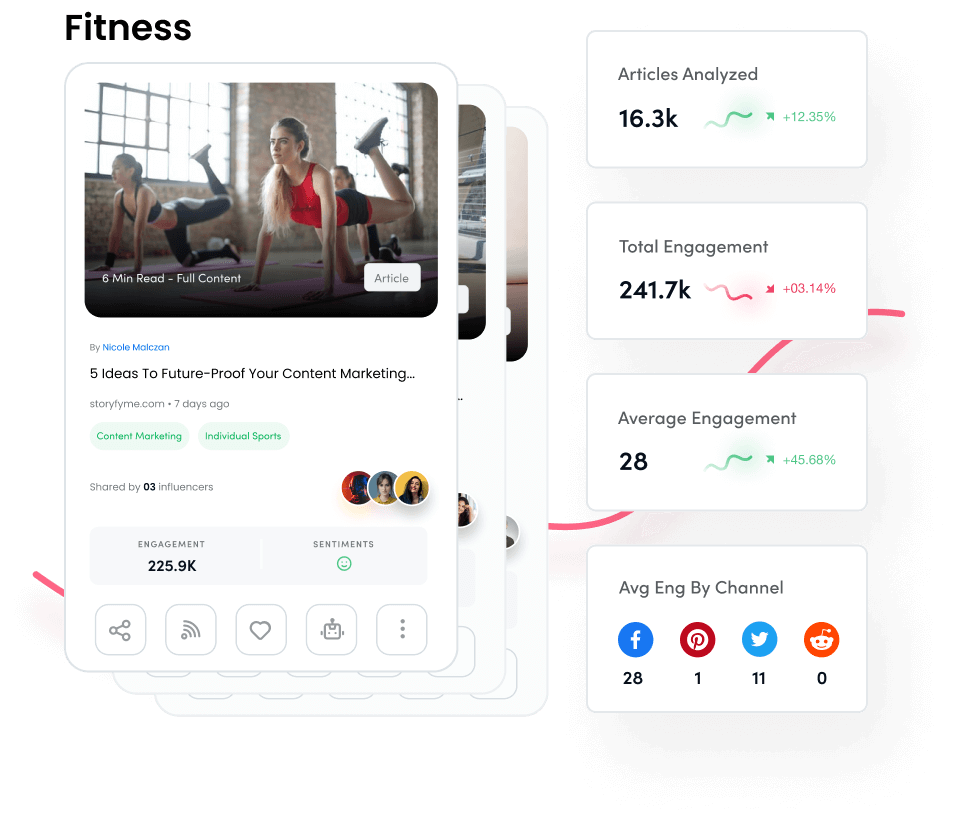 Fitness
6 Min Read - Full Content
Article
By Nicole Malczan
5 Ideas To Future-Proof Your Content Marketing...
storyfyme.com • 7 days ago
Content Marketing
Individual Sports
Shared by 03 influencers
ENGAGEMENT
225.9K
SENTIMENTS
..
Articles Analyzed
16.3k
+12.35%
Total Engagement
241.7k
+03.14%
Average Engagement
28
+45.68%
Avg Eng By Channel
28 1 11 0